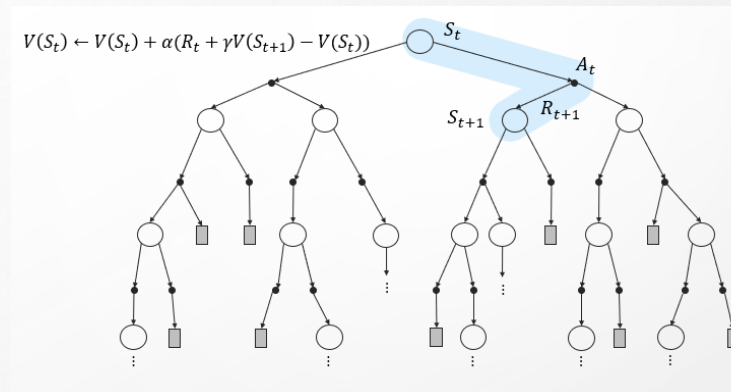 S_t
V(S_t) ← V(S_t) + α(R_t + γV(S_{t+1}) − V(S_t))
A_t
S_{t+1}
R_{t+1}
⋮
⋮
⋮
⋮
⋮
⋮
⋮